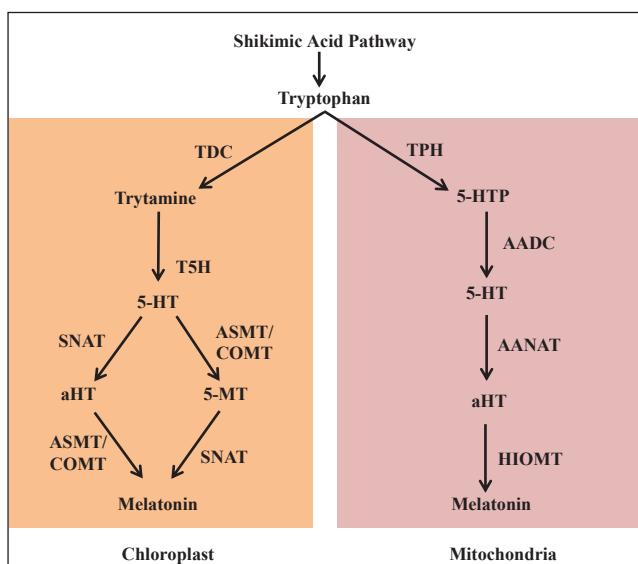 Shikimic Acid Pathway
Tryptophan
TDC
TPH
Trytamine
5-HTP
T5H
AADC
5-HT
5-HT
SNAT
ASMT/
COMT
AANAT
aHT
5-MT
aHT
ASMT/
COMT
SNAT
HIOMT
Melatonin
Melatonin
Chloroplast
Mitochondria